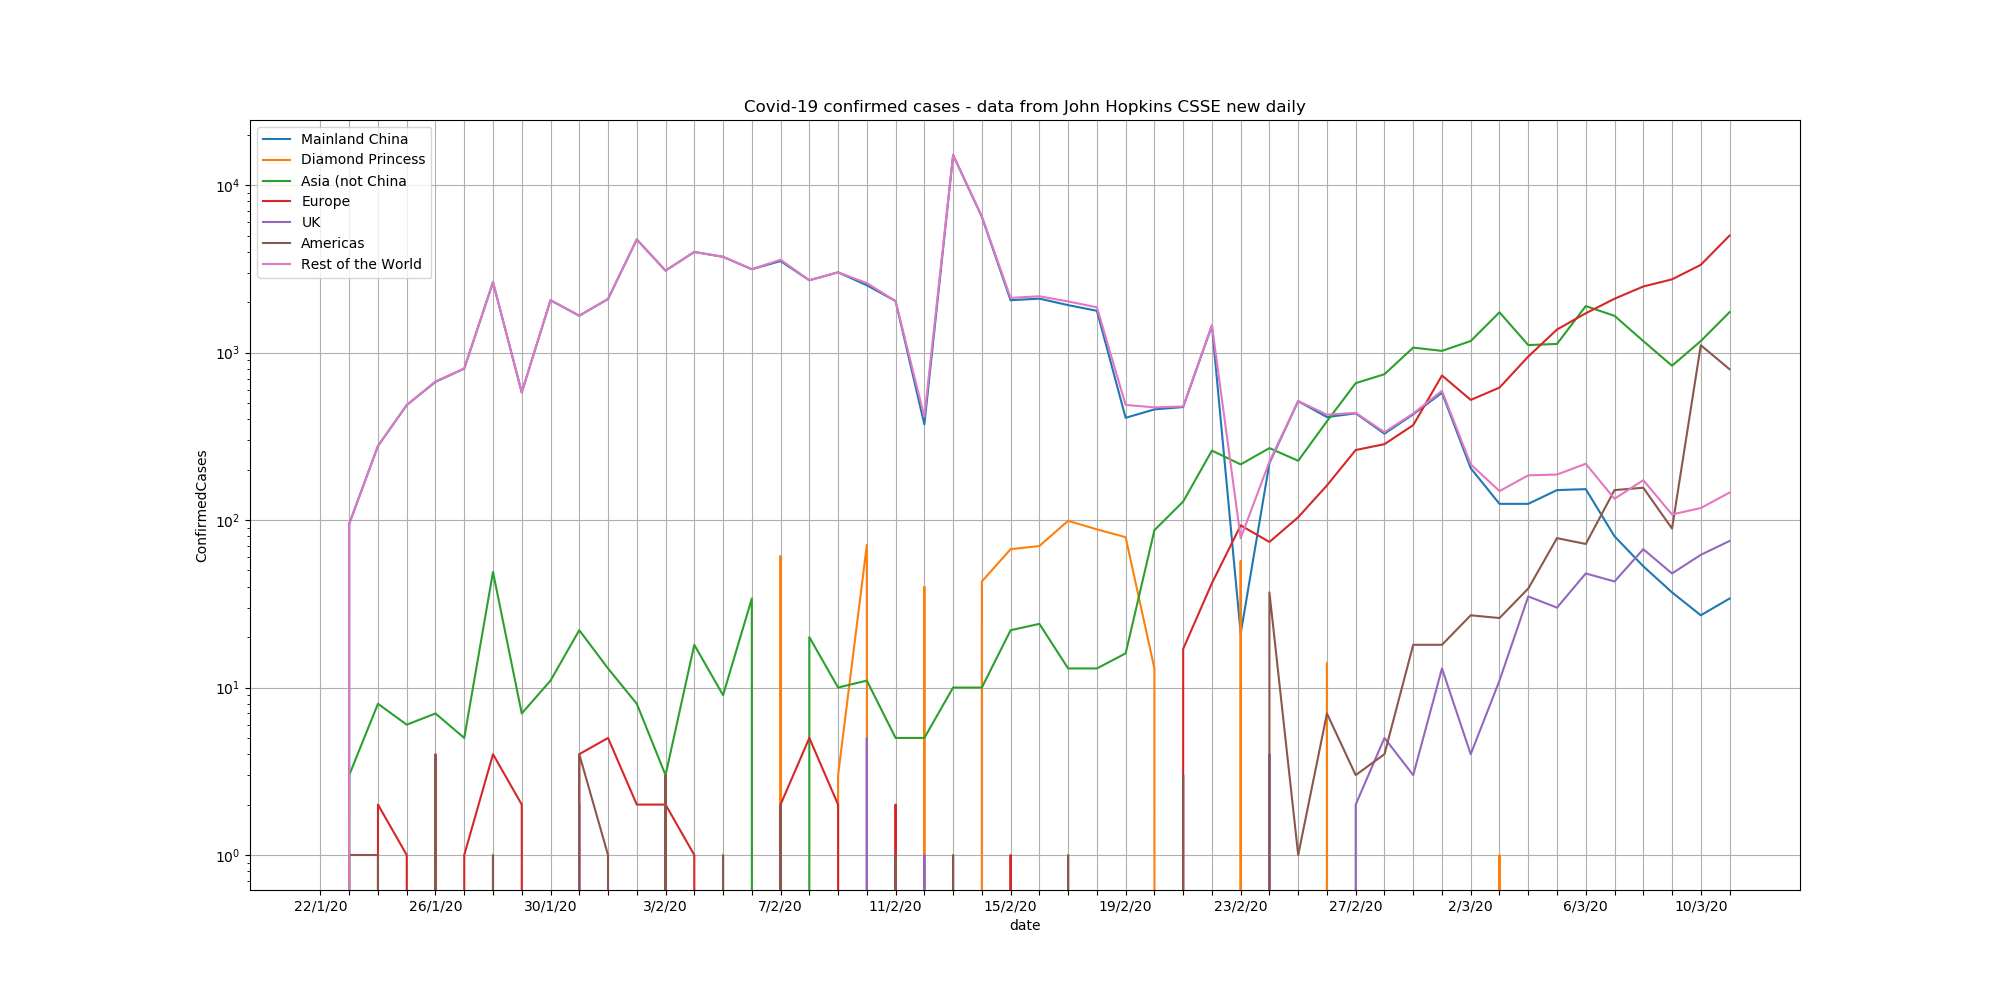 Covid-19 confirmed cases - data from John Hopkins CSSE new daily
Mainland China
Diamond Princess
Asia (not China
Europe
UK
Americas
Rest of the World
10⁴
10³
10²
10¹
10⁰
ConfirmedCases
22/1/20 26/1/20 30/1/20 3/2/20 7/2/20 11/2/20 15/2/20 19/2/20 23/2/20 27/2/20 2/3/20 6/3/20 10/3/20
date